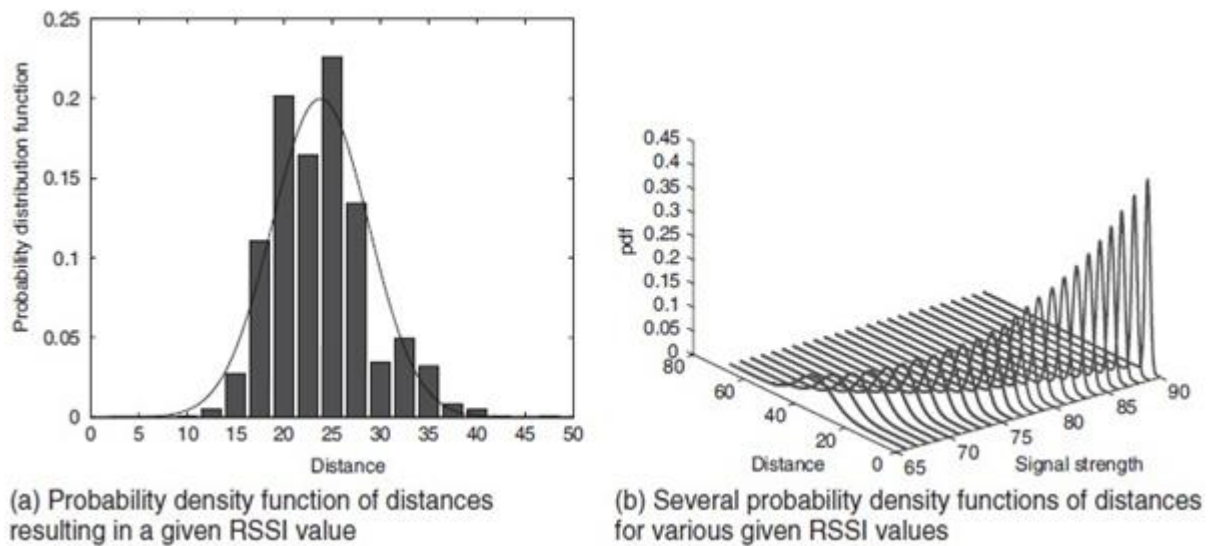 0.25
0.2
0.15
0.1
0.05
0
Probability distribution function
0 5 10 15 20 25 30 35 40 45 50
Distance
(a) Probability density function of distances
resulting in a given RSSI value
0.45
0.4
0.35
0.3
0.25
0.2
0.15
0.1
0.05
0
pdf
80
60
40
20
0
Distance
65
70
75
80
85
90
Signal strength
(b) Several probability density functions of distances
for various given RSSI values